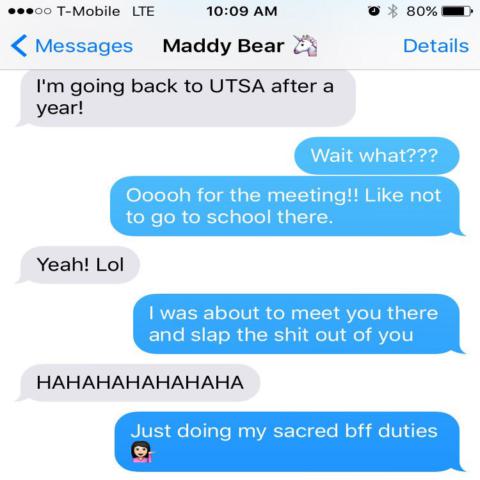 T-Mobile LTE 10:09 AM 80%
Messages Maddy Bear 🦄 Details
I'm going back to UTSA after a
year!
Wait what???
Ooooh for the meeting!! Like not
to go to school there.
Yeah! Lol
I was about to meet you there
and slap the shit out of you
HAHAHAHAHAHAHA
Just doing my sacred bff duties
💁🏻